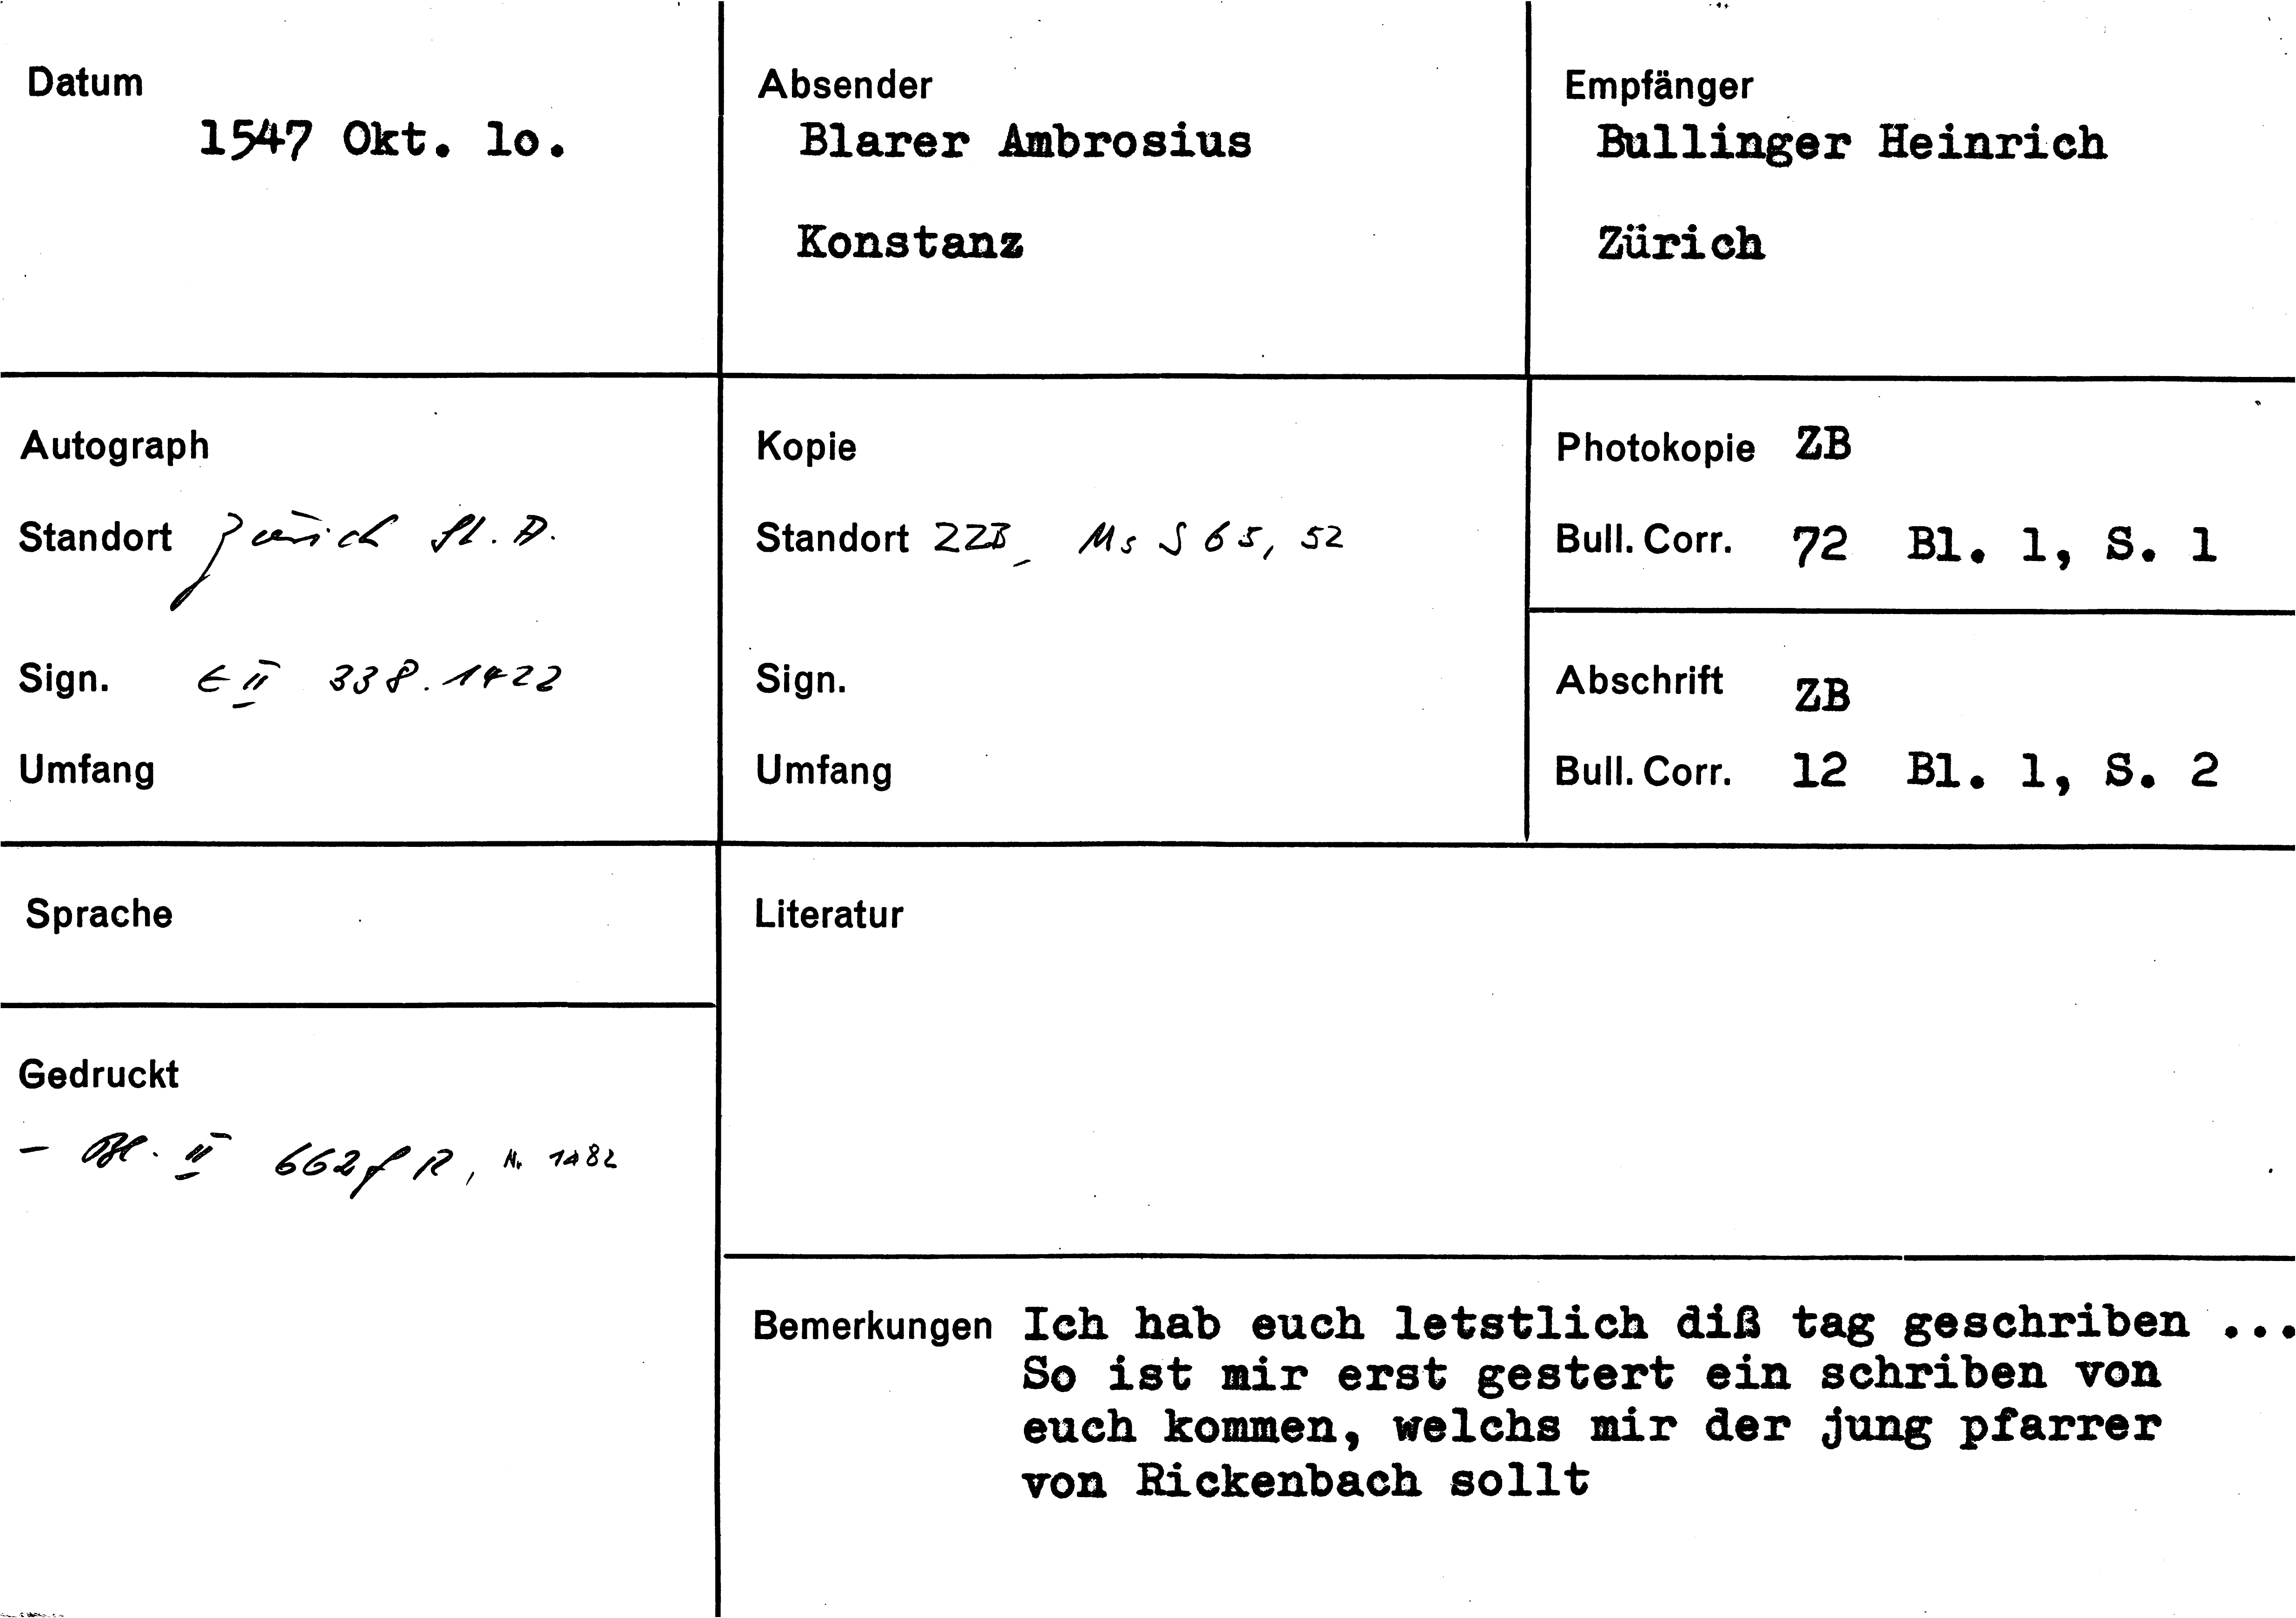 Datum
1547 Okt. lo.
Absender
Blarer Ambrosius
Konstanz
Empfänger
Bullinger Heinrich
Zürich
Autograph
Standort Zürich St. A.
Sign. E II 338.1422
Umfang
Kopie
Standort ZZB, Ms S 65, 52
Sign.
Umfang
Photokopie ZB
Bull. Corr. 72 Bl. 1, S. 1
Abschrift ZB
Bull. Corr. 12 Bl. 1, S. 2
Sprache
Gedruckt
- Bl. II 662f R, Nr 1482
Literatur
Bemerkungen Ich hab euch letstlich diß tag geschriben ...
So ist mir erst gestert ein schriben von
euch kommen, welchs mir der jung pfarrer
von Rickenbach sollt